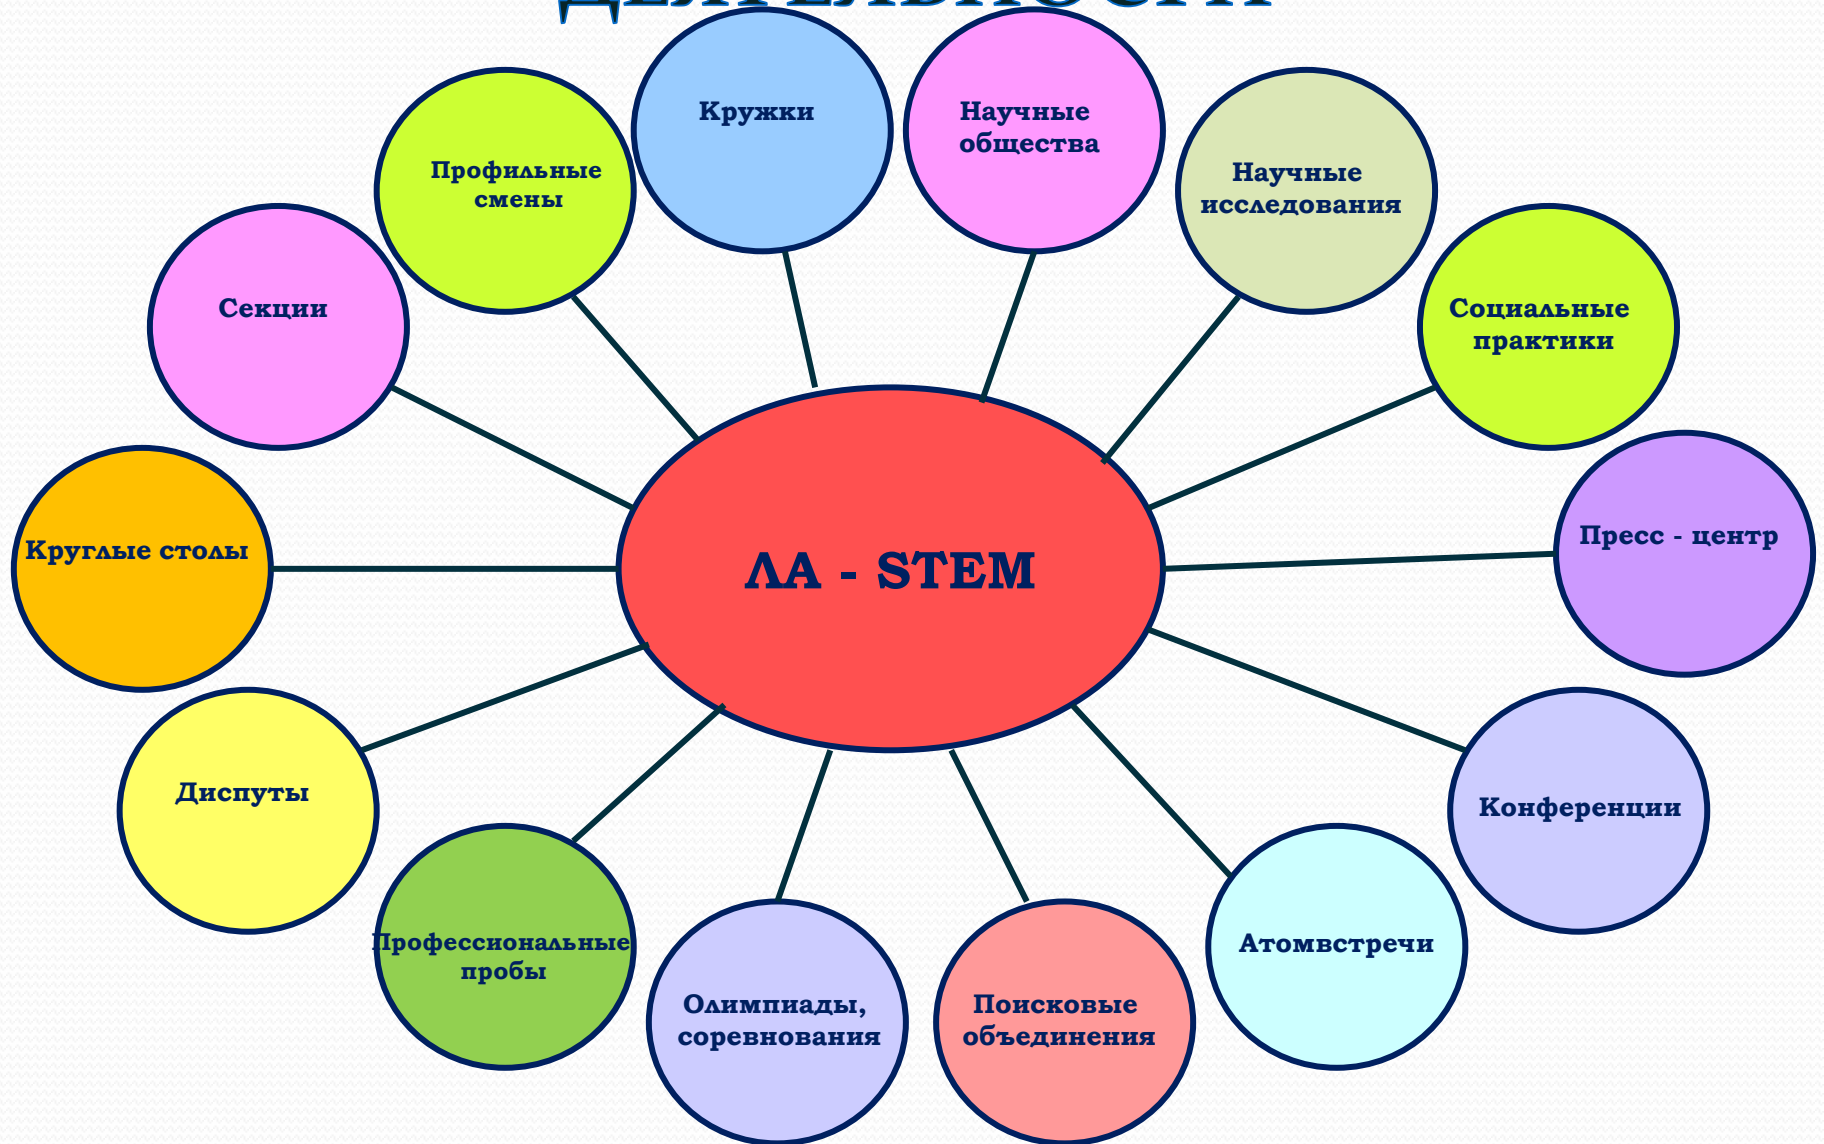 Кружки
Научные
общества
Профильные
смены
Научные
исследования
Секции
Социальные
практики
Круглые столы
ЛА - STEM
Пресс - центр
Диспуты
Конференции
Профессиональные
пробы
Атомвстречи
Олимпиады,
соревнования
Поисковые
объединения